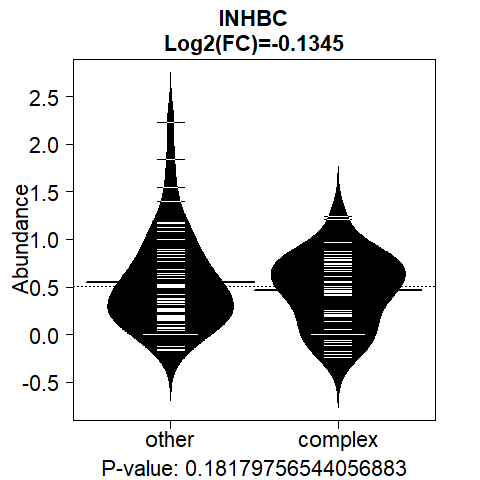 INHBC
Log2(FC)=-0.1345
Abundance
2.5
2.0
1.5
1.0
0.5
0.0
-0.5
other complex
P-value: 0.18179756544056883